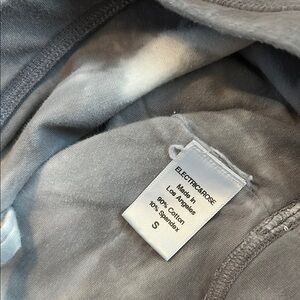 ELECTRIC&ROSE
Made in
Los Angeles
90% Cotton
10% Spandex
S